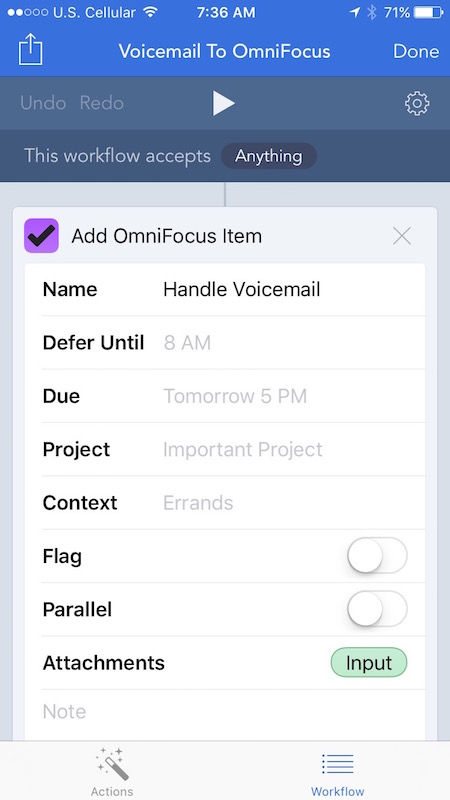 U.S. Cellular 7:36 AM 71%
Voicemail To OmniFocus Done
Undo Redo
This workflow accepts Anything
Add OmniFocus Item
Name Handle Voicemail
Defer Until 8 AM
Due Tomorrow 5 PM
Project Important Project
Context Errands
Flag
Parallel
Attachments Input
Note
Actions Workflow